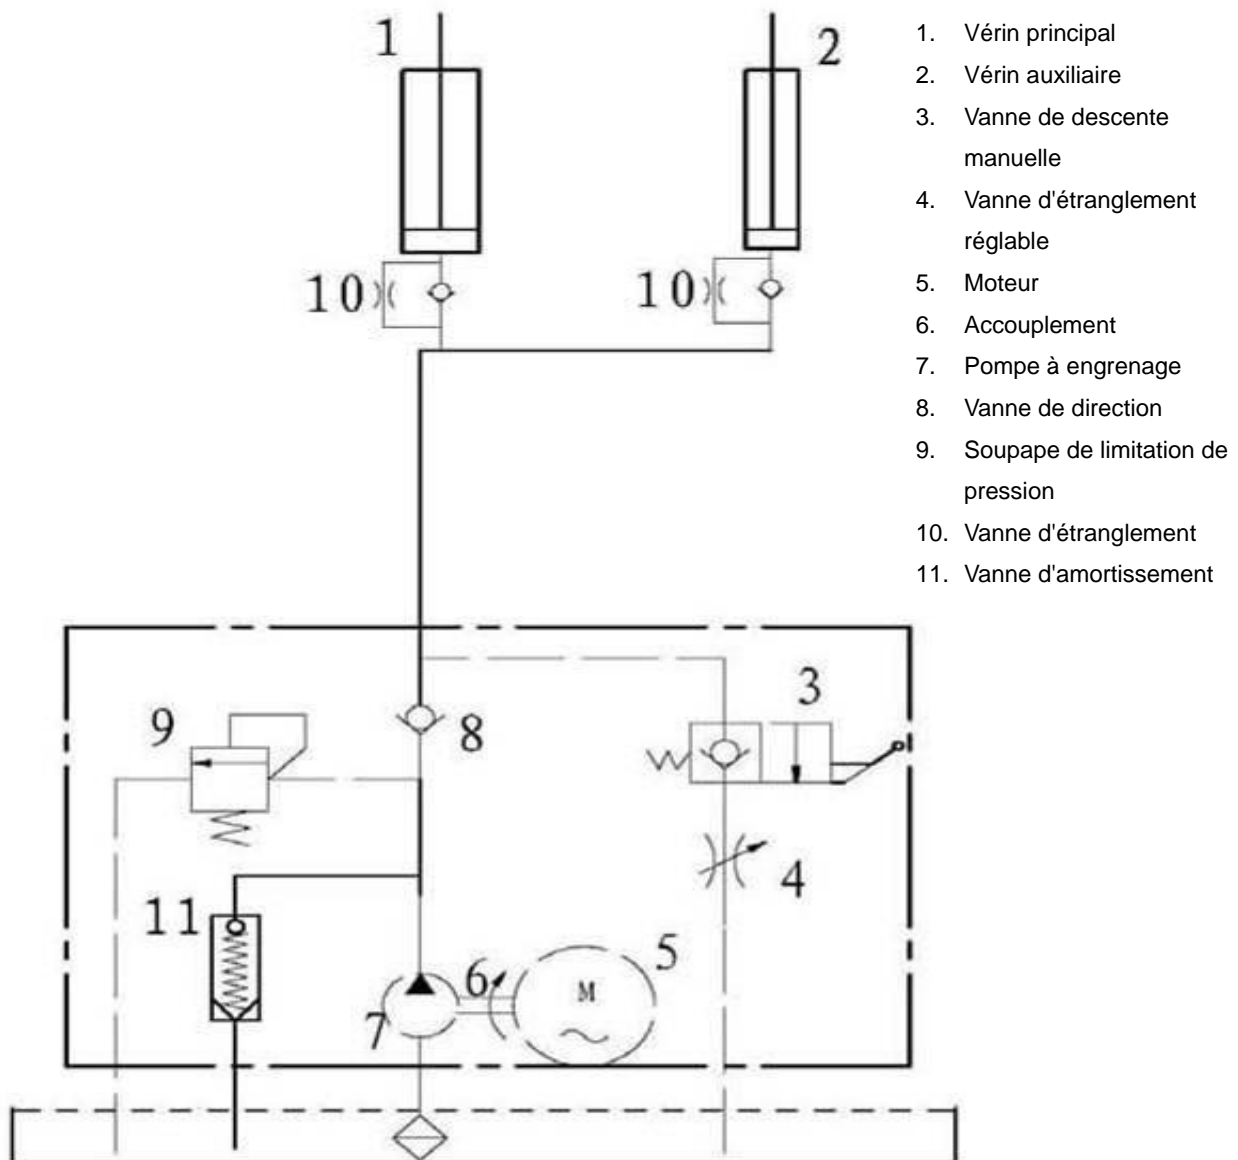 1
2
1. Vérin principal
2. Vérin auxiliaire
3. Vanne de descente
manuelle
4. Vanne d'étranglement
réglable
5. Moteur
6. Accouplement
7. Pompe à engrenage
8. Vanne de direction
9. Soupape de limitation de
pression
10. Vanne d'étranglement
11. Vanne d'amortissement
10
10
3
9
8
4
11
5
6
M
7